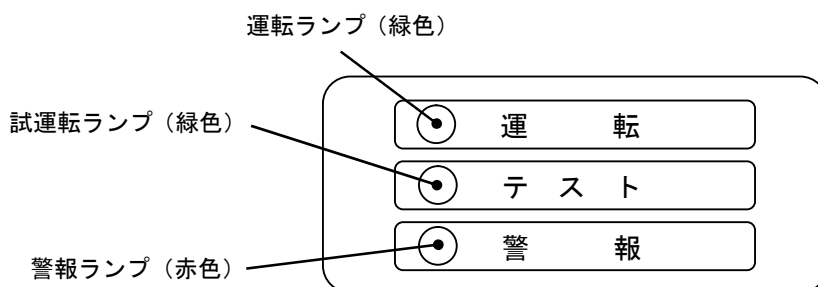 運転ランプ（緑色）
運転
試運転ランプ（緑色）
テスト
警報
警報ランプ（赤色）